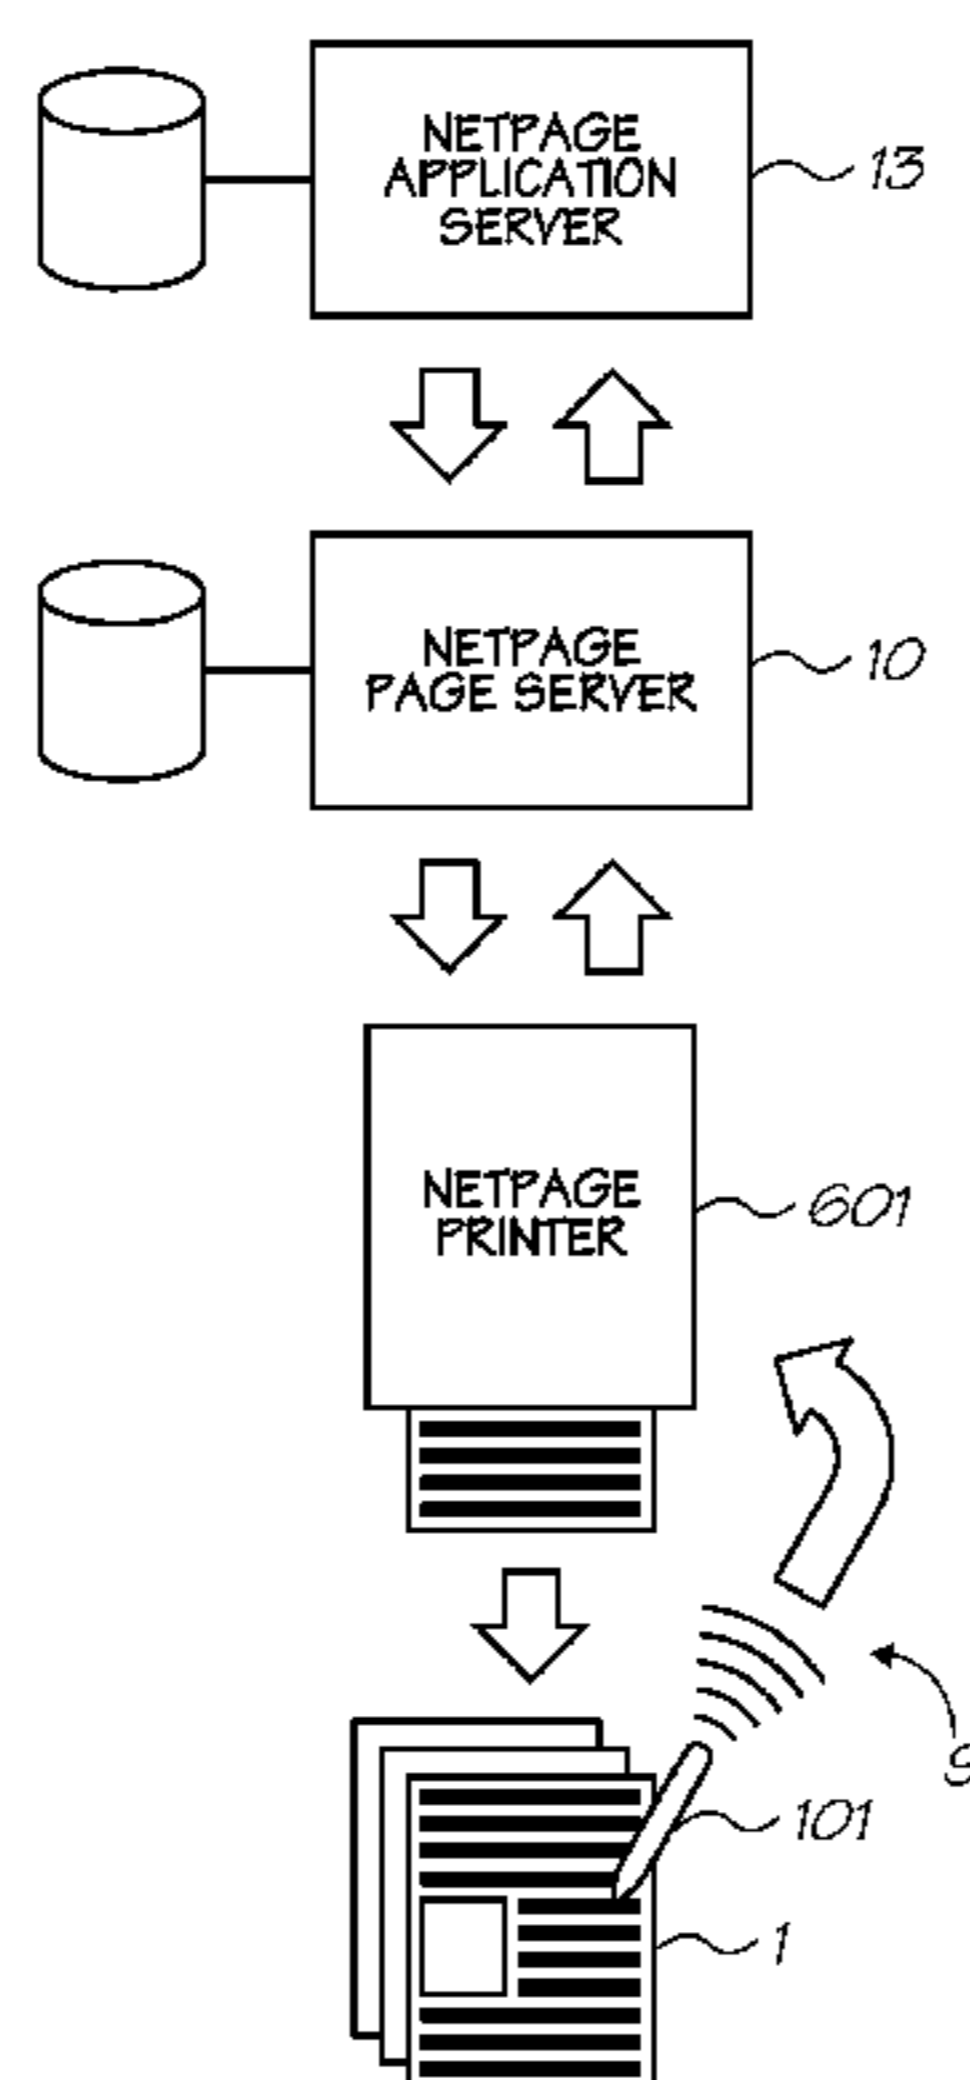 NETPAGE
APPLICATION
SERVER
13
NETPAGE
PAGE SERVER
10
NETPAGE
PRINTER
601
101
1